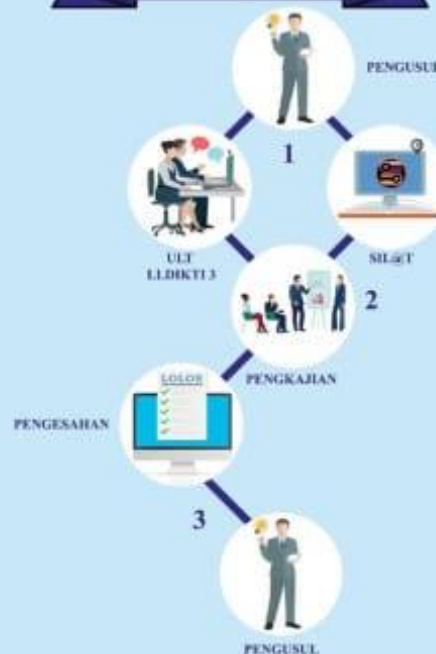 PENGUSUL
1
ULT
LLDIKTI 3
SIL@T
2
PENGKAJIAN
LOLOS
PENGESAHAN
3
PENGUSUL